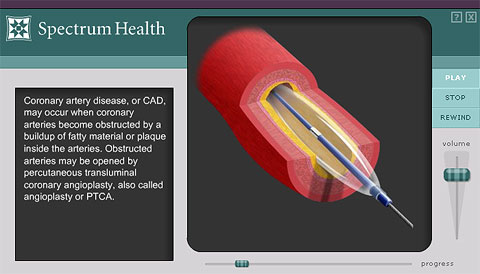 Spectrum Health
? X
Coronary artery disease, or CAD,
may occur when coronary
arteries become obstructed by a
buildup of fatty material or plaque
inside the arteries. Obstructed
arteries may be opened by
percutaneous transluminal
coronary angioplasty, also called
angioplasty or PTCA.
PLAY
STOP
REWIND
volume
progress